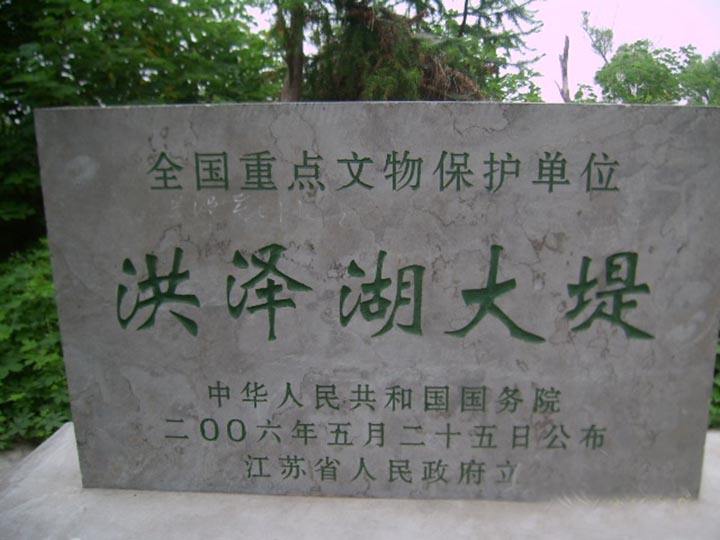 全国重点文物保护单位
洪泽湖大堤
中华人民共和国国务院
二〇〇六年五月二十五日公布
江苏省人民政府立